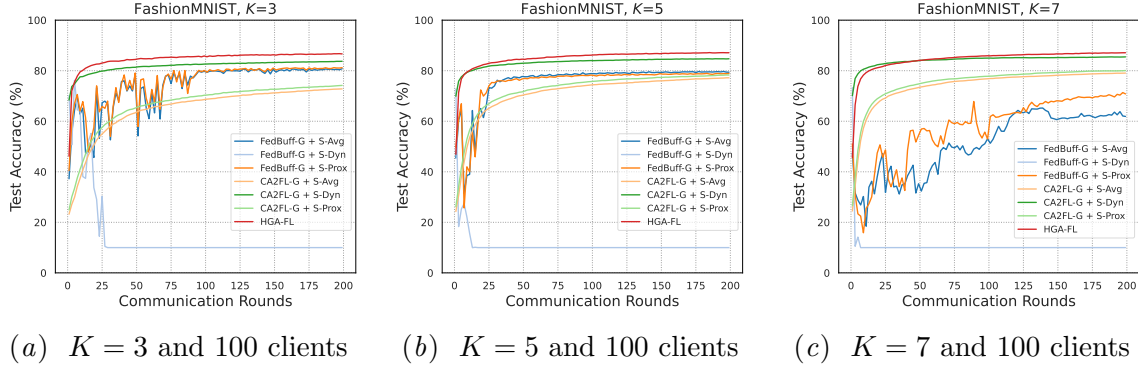 FashionMNIST, K=3
100
80
60
40
20
0
Test Accuracy (%)
FedBuff-G + S-Avg
FedBuff-G + S-Dyn
FedBuff-G + S-Prox
CA2FL-G + S-Avg
CA2FL-G + S-Dyn
CA2FL-G + S-Prox
HGA-FL
0 25 50 75 100 125 150 175 200
Communication Rounds
(a) K = 3 and 100 clients
FashionMNIST, K=5
100
80
60
40
20
0
Test Accuracy (%)
FedBuff-G + S-Avg
FedBuff-G + S-Dyn
FedBuff-G + S-Prox
CA2FL-G + S-Avg
CA2FL-G + S-Dyn
CA2FL-G + S-Prox
HGA-FL
0 25 50 75 100 125 150 175 200
Communication Rounds
(b) K = 5 and 100 clients
FashionMNIST, K=7
100
80
60
40
20
0
Test Accuracy (%)
FedBuff-G + S-Avg
FedBuff-G + S-Dyn
FedBuff-G + S-Prox
CA2FL-G + S-Avg
CA2FL-G + S-Dyn
CA2FL-G + S-Prox
HGA-FL
0 25 50 75 100 125 150 175 200
Communication Rounds
(c) K = 7 and 100 clients